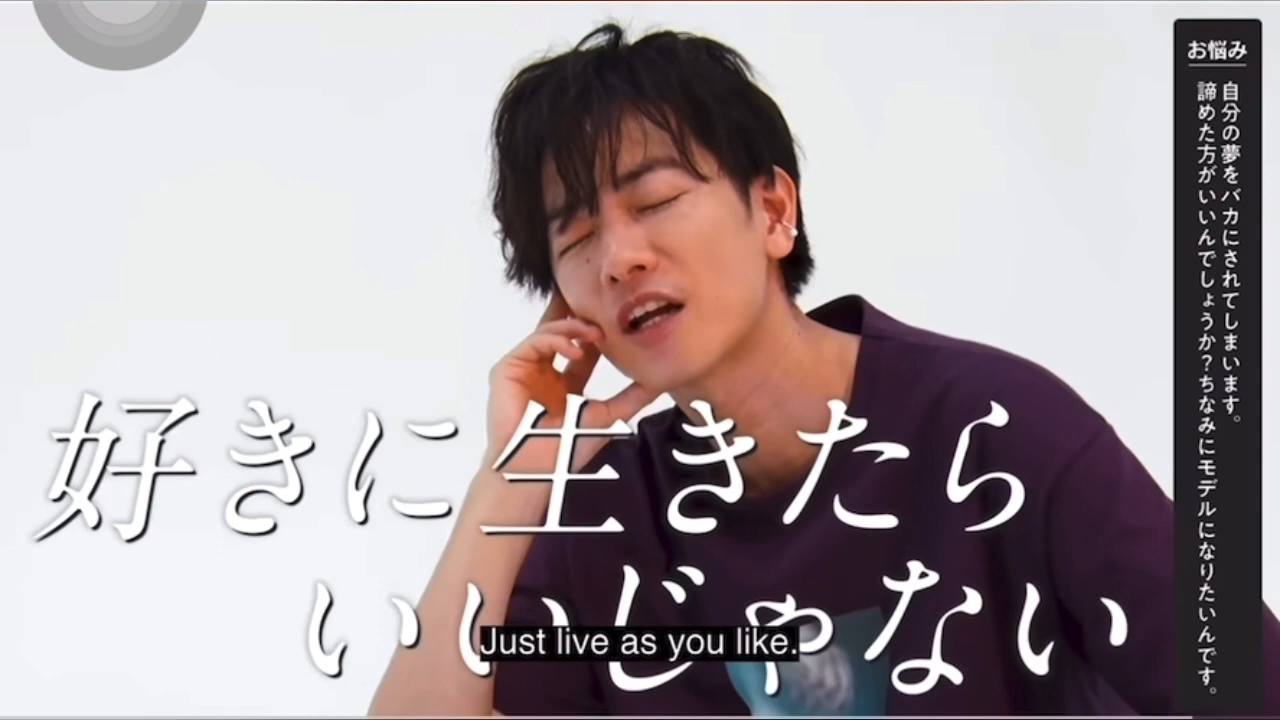 お悩み
自分の夢をバカにされてしまいます。
諦めた方がいいんでしょうか?ちなみにモデルになりたいんです。
好きに生きたら
いいじゃない
Just live as you like.